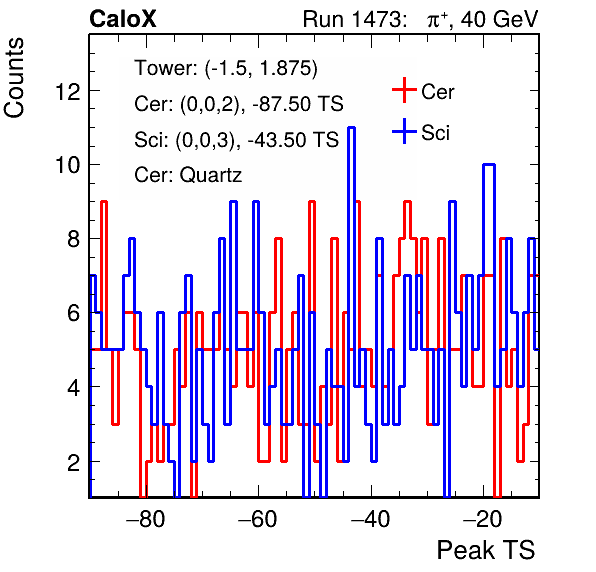 CaloX Run 1473: π⁺, 40 GeV
Counts
Tower: (-1.5, 1.875)
Cer: (0,0,2), -87.50 TS
Sci: (0,0,3), -43.50 TS
Cer: Quartz
Cer
Sci
12
10
8
6
4
2
−80 −60 −40 −20
Peak TS